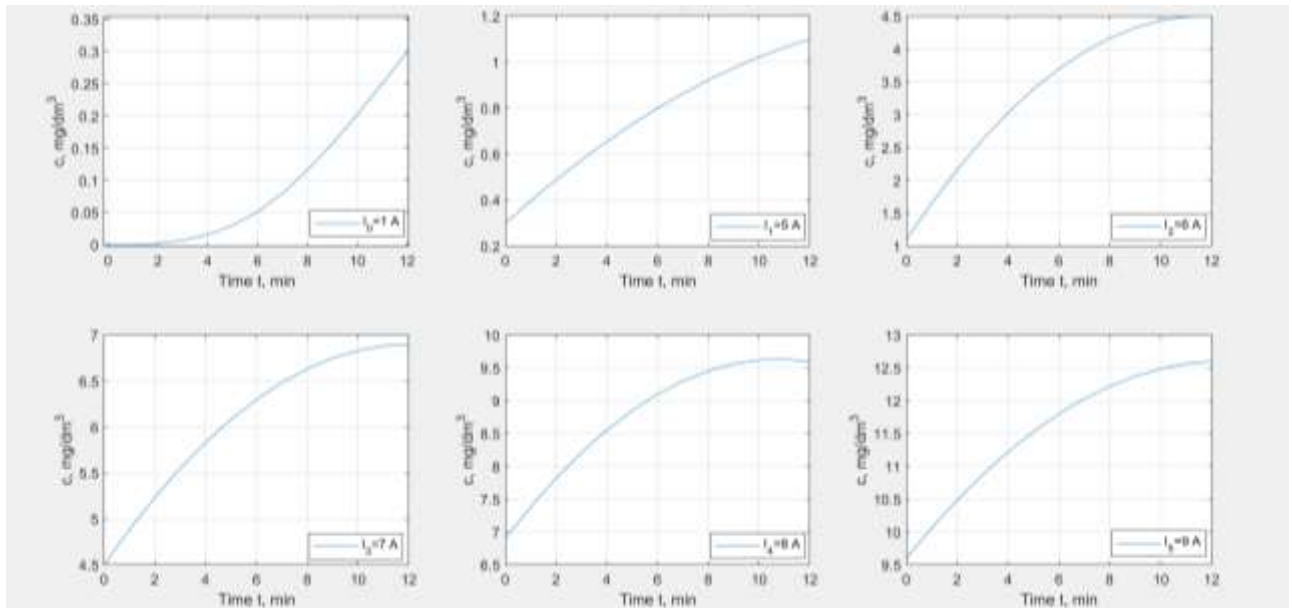 0.35
0.3
0.25
0.2
0.15
0.1
0.05
0
c, mg/dm³
I₀=1 A
0 2 4 6 8 10 12
Time t, min
1.2
1
0.8
0.6
0.4
0.2
c, mg/dm³
I₁=5 A
0 2 4 6 8 10 12
Time t, min
4.5
4
3.5
3
2.5
2
1.5
1
c, mg/dm³
I₂=6 A
0 2 4 6 8 10 12
Time t, min
7
6.5
6
5.5
5
4.5
c, mg/dm³
I₃=7 A
0 2 4 6 8 10 12
Time t, min
10
9.5
9
8.5
8
7.5
7
6.5
c, mg/dm³
I₄=8 A
0 2 4 6 8 10 12
Time t, min
13
12.5
12
11.5
11
10.5
10
9.5
c, mg/dm³
I₅=9 A
0 2 4 6 8 10 12
Time t, min